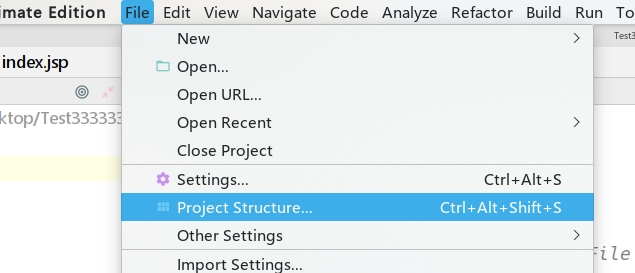 imate Edition File Edit View Navigate Code Analyze Refactor Build Run To
New
Test3
Open...
index.jsp
Open URL...
ktop/Test333333
Open Recent
Close Project
Settings... Ctrl+Alt+S
Project Structure... Ctrl+Alt+Shift+S
Other Settings
File
Import Settings...